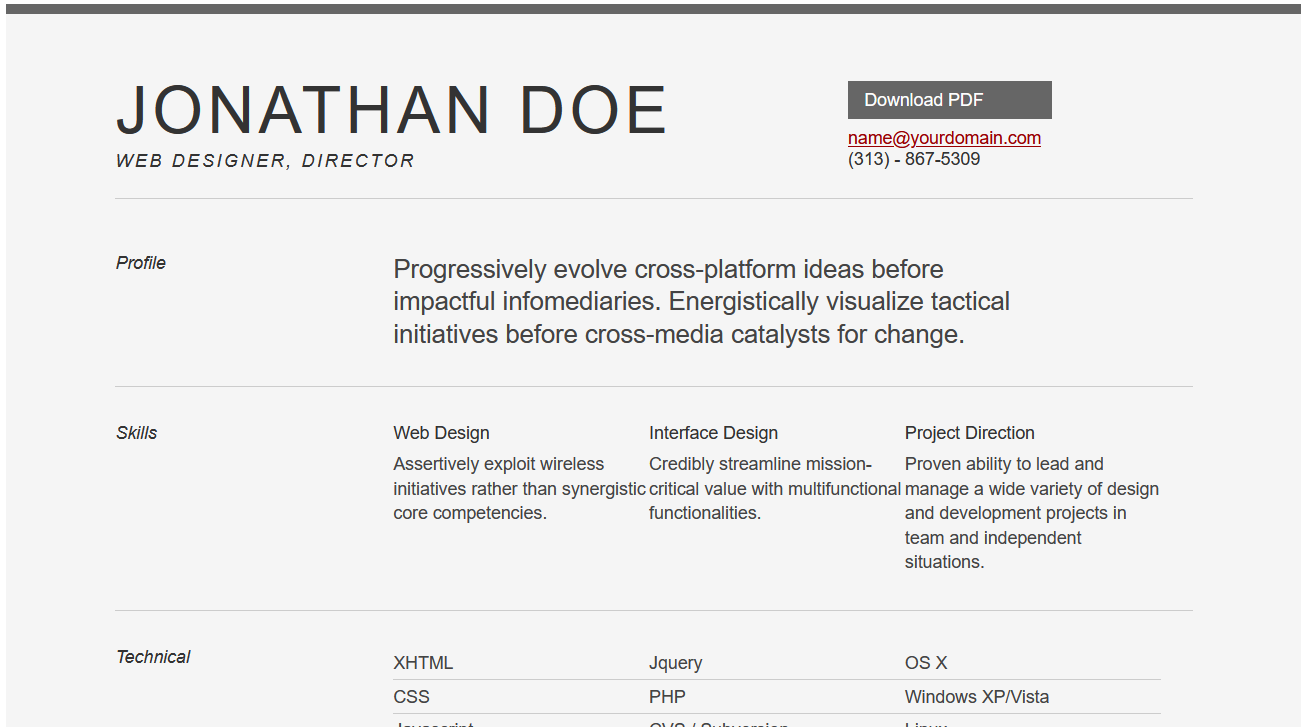 JONATHAN DOE
WEB DESIGNER, DIRECTOR
Download PDF
name@yourdomain.com
(313) - 867-5309
Profile
Progressively evolve cross-platform ideas before
impactful infomediaries. Energistically visualize tactical
initiatives before cross-media catalysts for change.
Skills
Web Design
Assertively exploit wireless
initiatives rather than synergistic
core competencies.
Interface Design
Credibly streamline mission-
critical value with multifunctional
functionalities.
Project Direction
Proven ability to lead and
manage a wide variety of design
and development projects in
team and independent
situations.
Technical
XHTML Jquery OS X
CSS PHP Windows XP/Vista
Javascript CVS / Subversion Linux